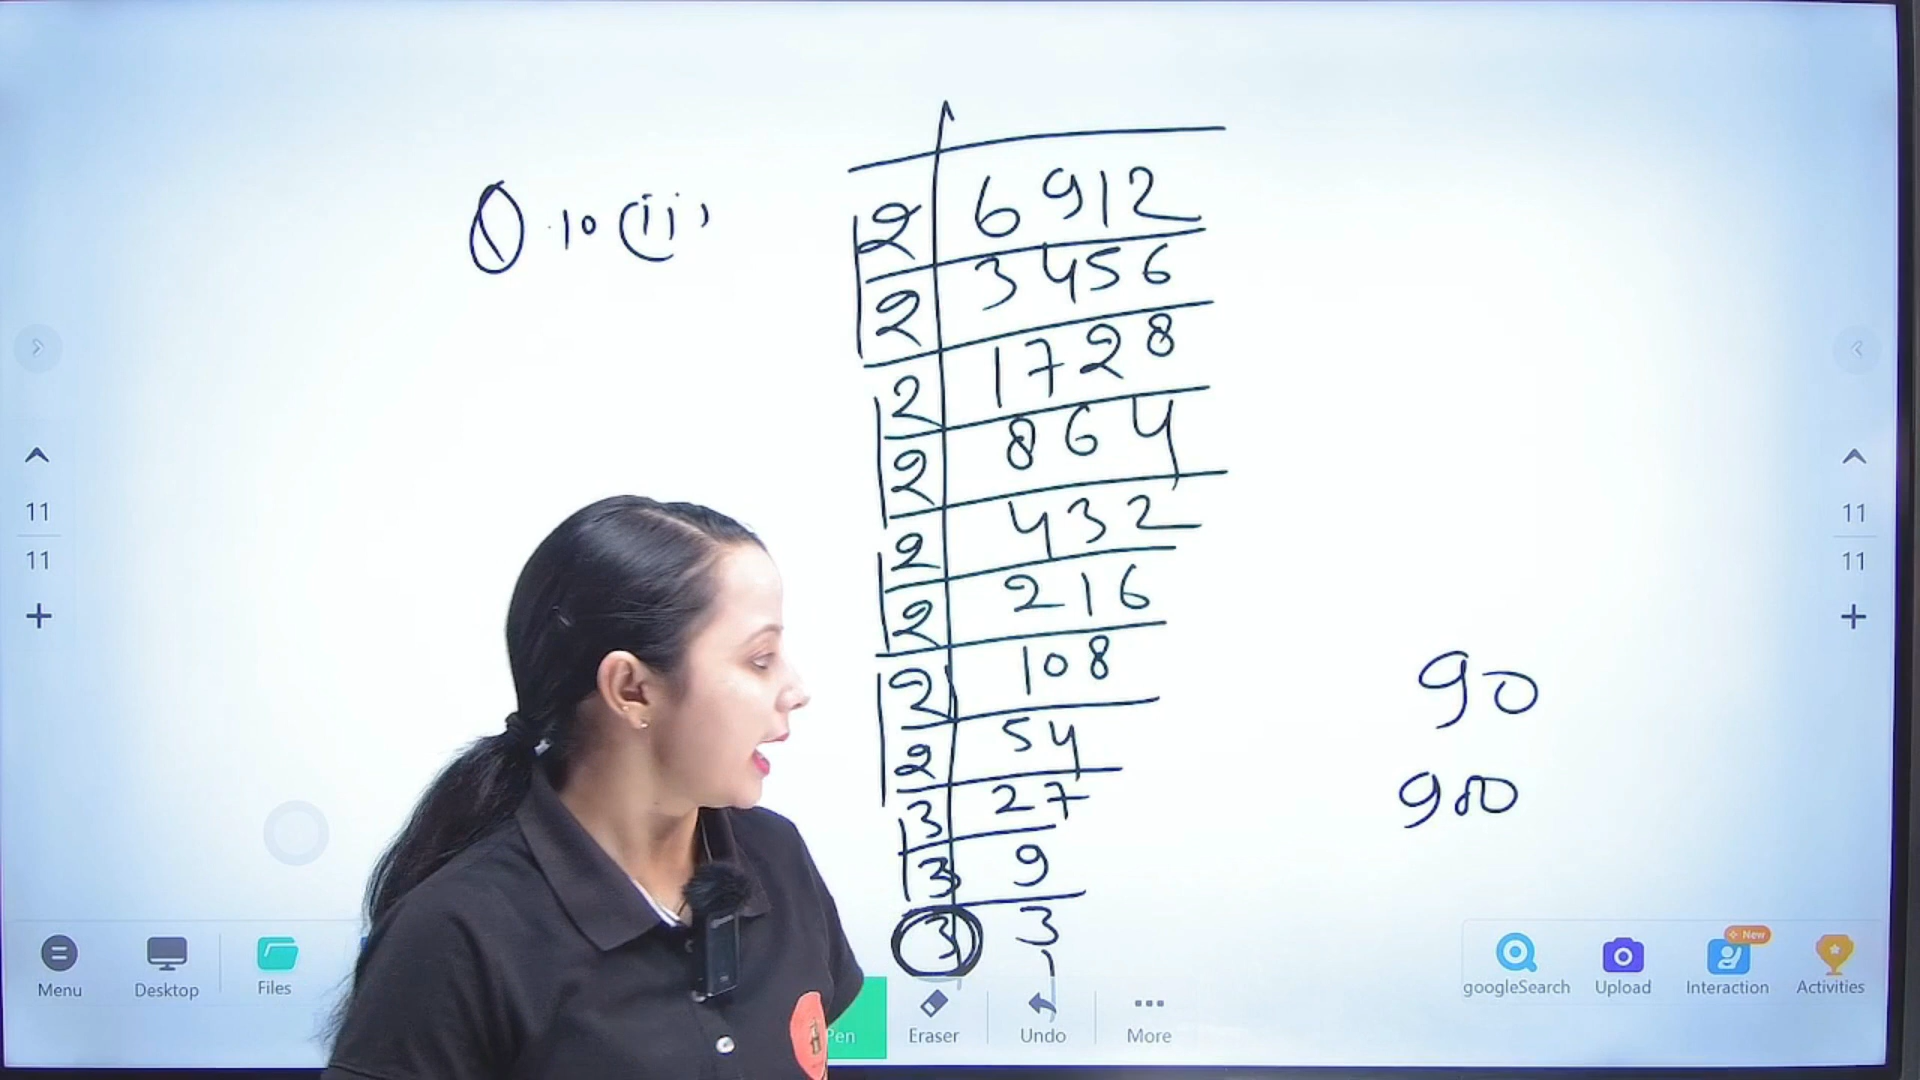 Q.10 (ii)
2 6912
2 3456
2 1728
2 864
2 432
2 216
2 108
2 54
3 27
3 9
3 3
1
90
900
11
11
11
11
Menu
Desktop
Files
Pen
Eraser
Undo
More
googleSearch
Upload
New
Interaction
Activities